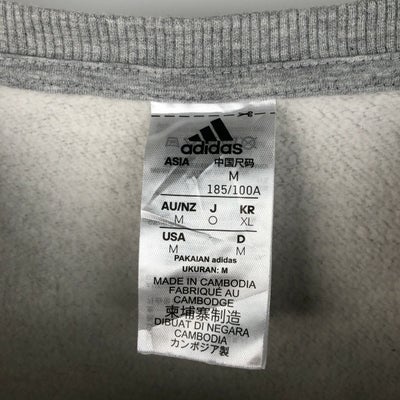 adidas
ASIA 中国尺码
M
185/100A
AU/NZ J KR
M O XL
USA D
M M
PAKAIAN adidas
UKURAN: M
MADE IN CAMBODIA
FABRIQUÉ AU
CAMBODGE
柬埔寨制造
DIBUAT DI NEGARA
CAMBODIA
カンボジア製